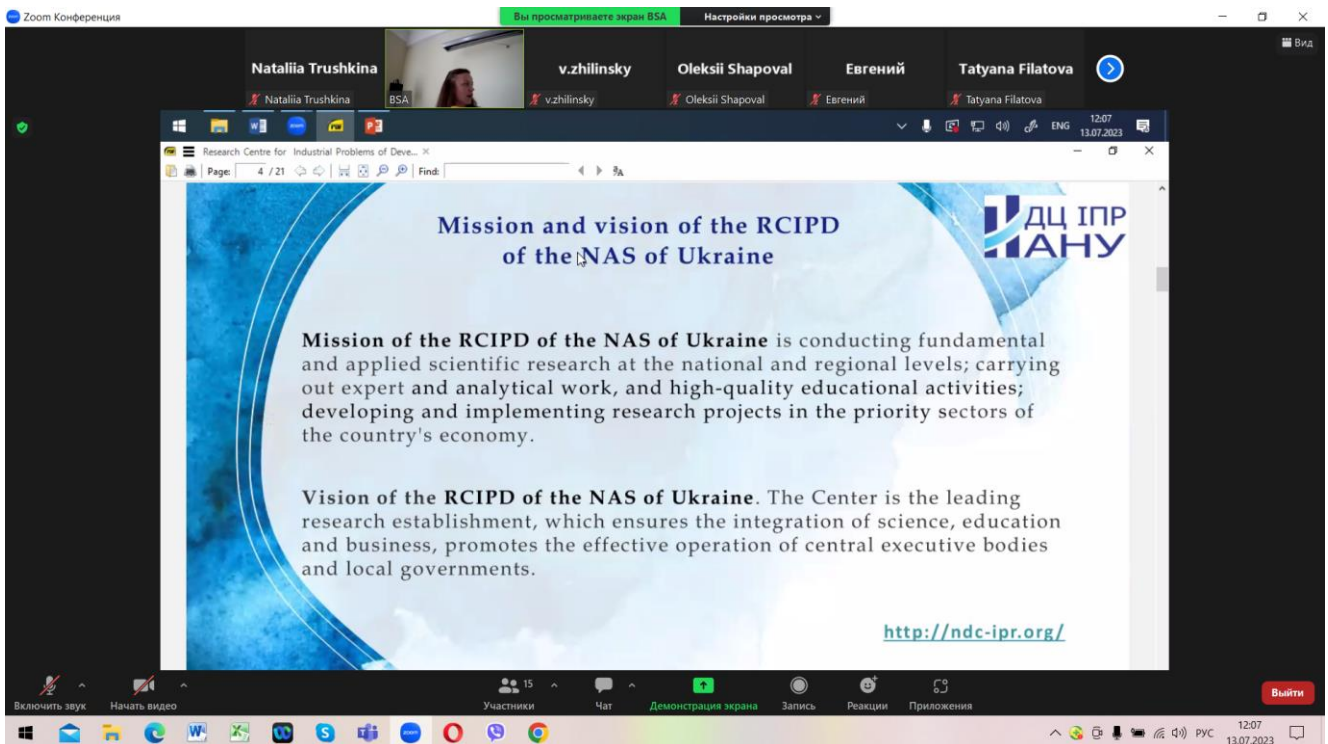 Zoom Конференция
Вы просматриваете экран BSA
Настройки просмотра
Вид
Nataliia Trushkina
v.zhilinsky
Oleksii Shapoval
Евгений
Tatyana Filatova
Nataliia Trushkina
BSA
v.zhilinsky
Oleksii Shapoval
Евгений
Tatyana Filatova
ENG
12:07
13.07.2023
Research Centre for Industrial Problems of Deve...
Page: 4 / 21
Find:
Mission and vision of the RCIPD
of the NAS of Ukraine
ДЦ ІПР
НАНУ
Mission of the RCIPD of the NAS of Ukraine is conducting fundamental
and applied scientific research at the national and regional levels; carrying
out expert and analytical work, and high-quality educational activities;
developing and implementing research projects in the priority sectors of
the country's economy.
Vision of the RCIPD of the NAS of Ukraine. The Center is the leading
research establishment, which ensures the integration of science, education
and business, promotes the effective operation of central executive bodies
and local governments.
http://ndc-ipr.org/
Включить звук
Начать видео
15
Участники
Чат
Демонстрация экрана
Запись
Реакции
Приложения
Выйти
РУС
12:07
13.07.2023